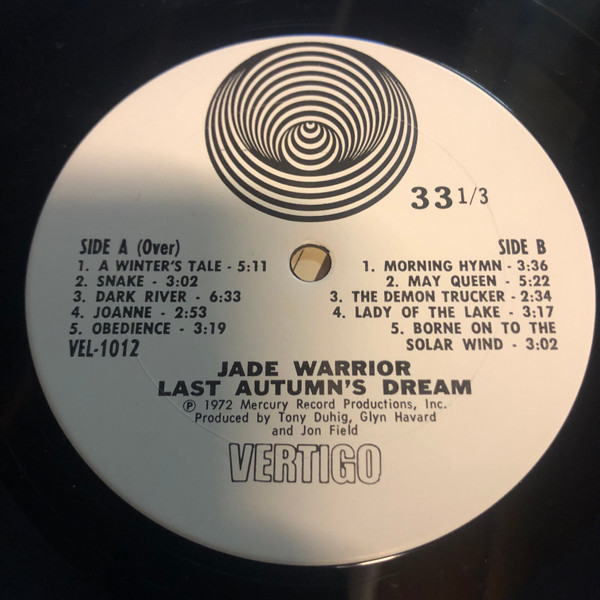 33 1/3
SIDE A (Over)
1. A WINTER'S TALE - 5:11
2. SNAKE - 3:02
3. DARK RIVER - 6:33
4. JOANNE - 2:53
5. OBEDIENCE - 3:19
VEL-1012
SIDE B
1. MORNING HYMN - 3:36
2. MAY QUEEN - 5:22
3. THE DEMON TRUCKER - 2:34
4. LADY OF THE LAKE - 3:17
5. BORNE ON TO THE
SOLAR WIND - 3:02
JADE WARRIOR
LAST AUTUMN'S DREAM
℗ 1972 Mercury Record Productions, Inc.
Produced by Tony Duhig, Glyn Havard
and Jon Field
VERTIGO